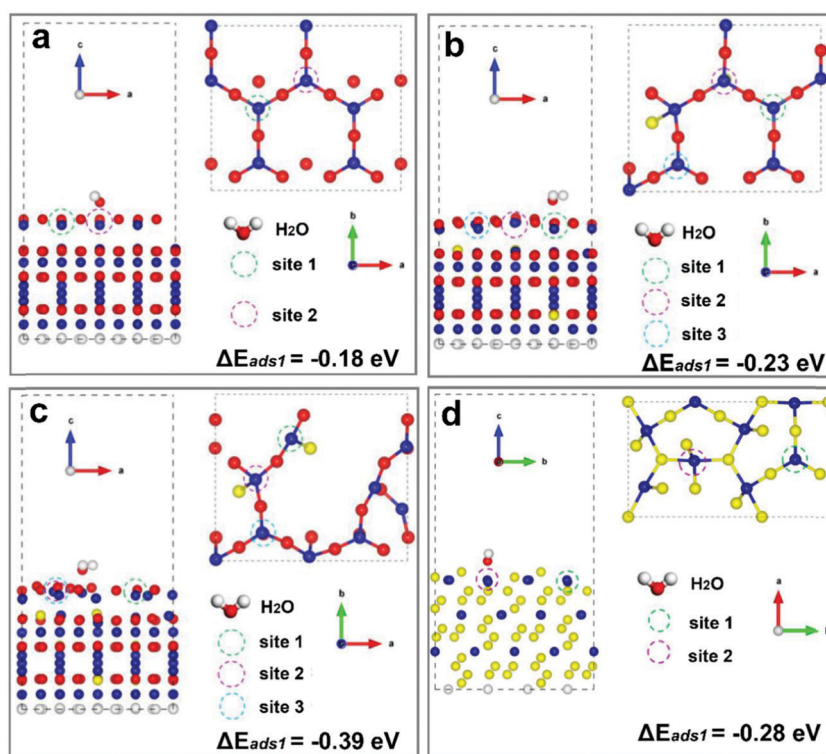 a
c
a
H2O
site 1
site 2
b
a
ΔEads1 = -0.18 eV
b
c
a
H2O
site 1
site 2
site 3
b
a
ΔEads1 = -0.23 eV
c
c
a
H2O
site 1
site 2
site 3
b
a
ΔEads1 = -0.39 eV
d
c
b
H2O
site 1
site 2
a
ΔEads1 = -0.28 eV